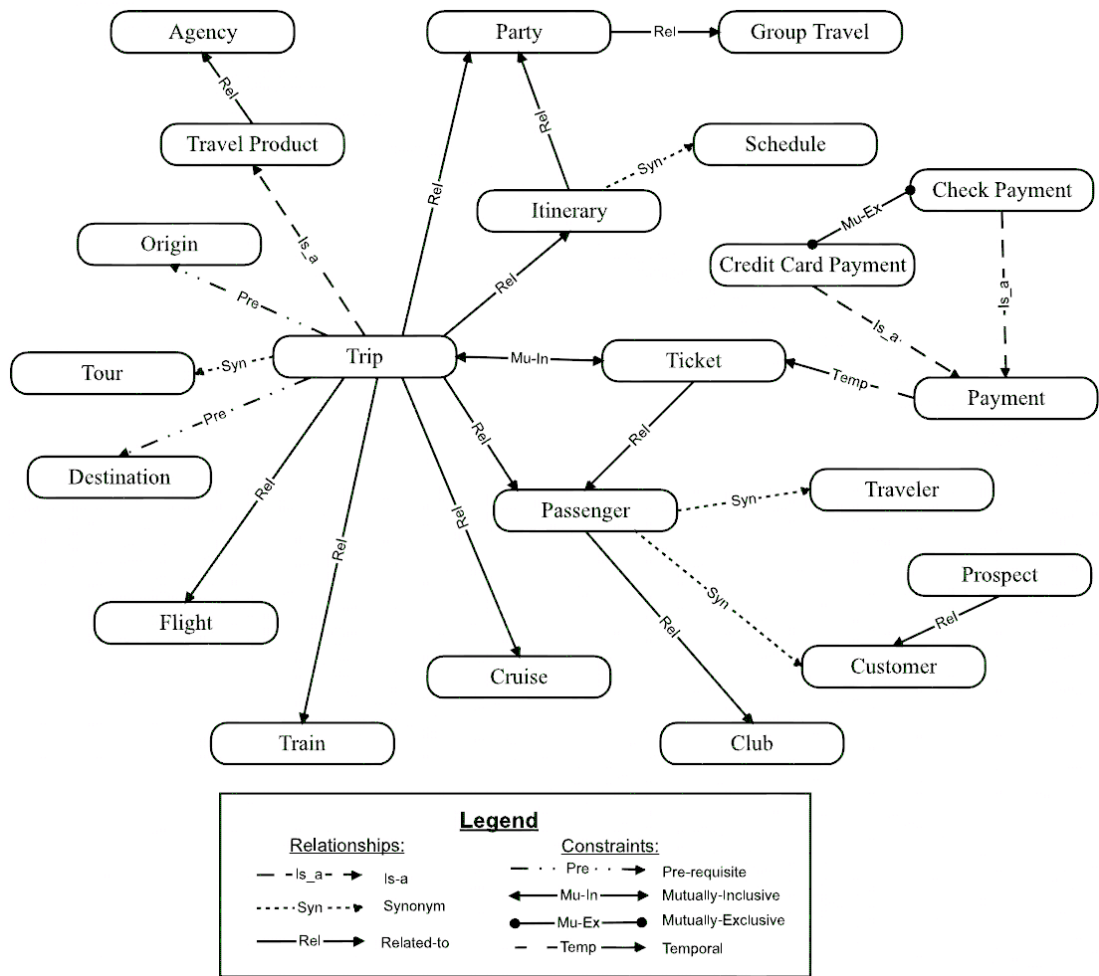 Agency
Party
Rel
Group Travel
Rel
Travel Product
Rel
Syn
Schedule
Rel
Itinerary
Check Payment
Mu-Ex
Origin
Is_a
Credit Card Payment
Rel
Is_a
Pre
Is_a
Tour
Syn
Trip
Mu-In
Ticket
Temp
Payment
Pre
Rel
Rel
Destination
Rel
Passenger
Syn
Traveler
Rel
Rel
Syn
Prospect
Flight
Rel
Rel
Cruise
Customer
Train
Club
Legend
Relationships:
Constraints:
Is_a
Is-a
Pre
Pre-requisite
Syn
Synonym
Mu-In
Mutually-Inclusive
Mu-Ex
Mutually-Exclusive
Rel
Related-to
Temp
Temporal